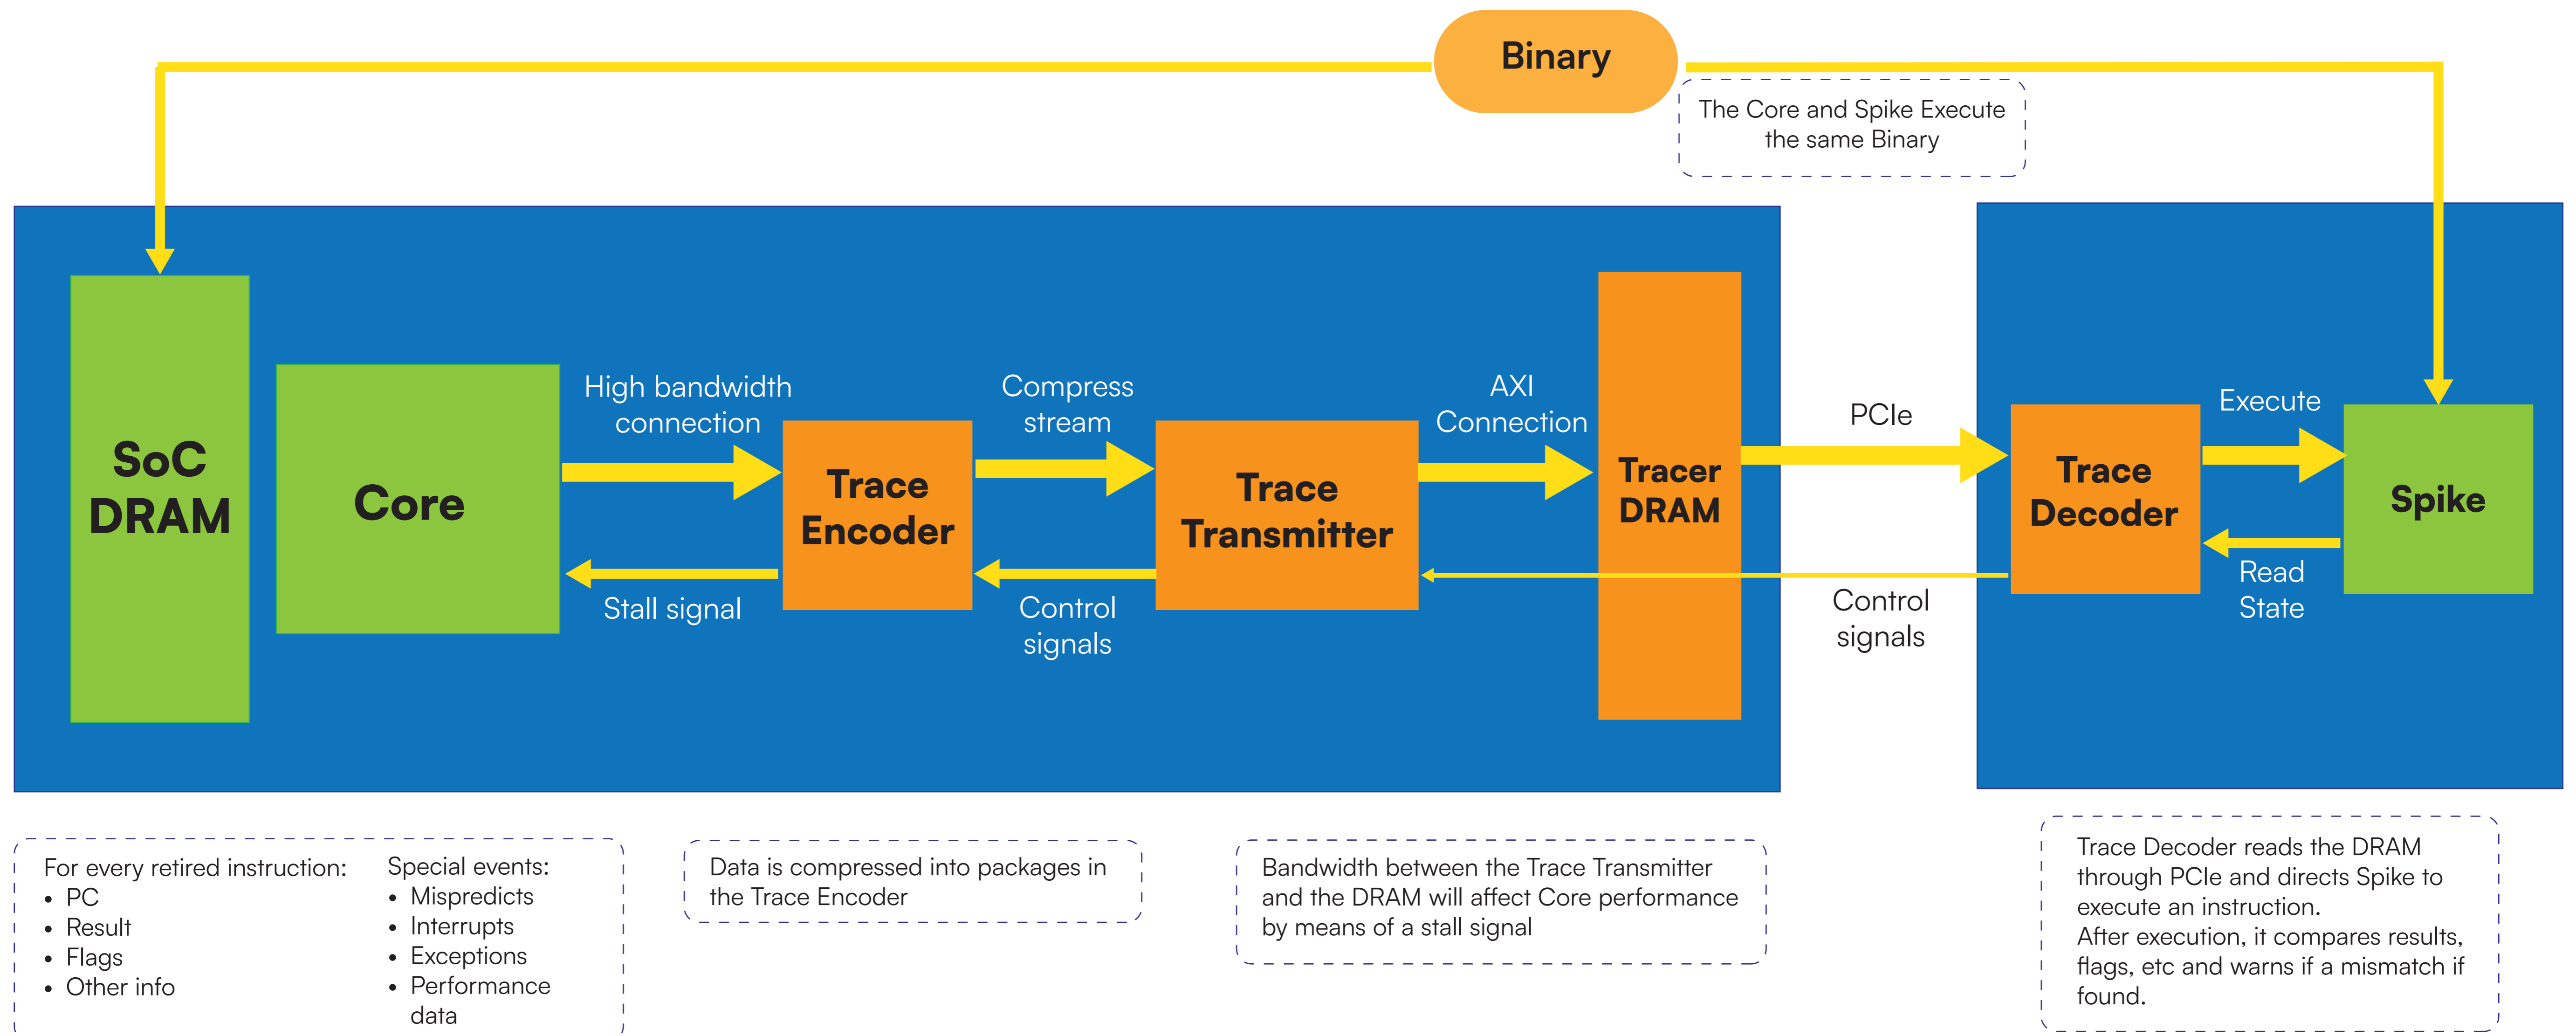 Binary
The Core and Spike Execute
the same Binary
SoC
DRAM
Core
High bandwidth
connection
Stall signal
Trace
Encoder
Compress
stream
Control
signals
Trace
Transmitter
AXI
Connection
Tracer
DRAM
PCIe
Control
signals
Trace
Decoder
Execute
Read
State
Spike
For every retired instruction:
• PC
• Result
• Flags
• Other info
Special events:
• Mispredicts
• Interrupts
• Exceptions
• Performance
data
Data is compressed into packages in
the Trace Encoder
Bandwidth between the Trace Transmitter
and the DRAM will affect Core performance
by means of a stall signal
Trace Decoder reads the DRAM
through PCIe and directs Spike to
execute an instruction.
After execution, it compares results,
flags, etc and warns if a mismatch if
found.